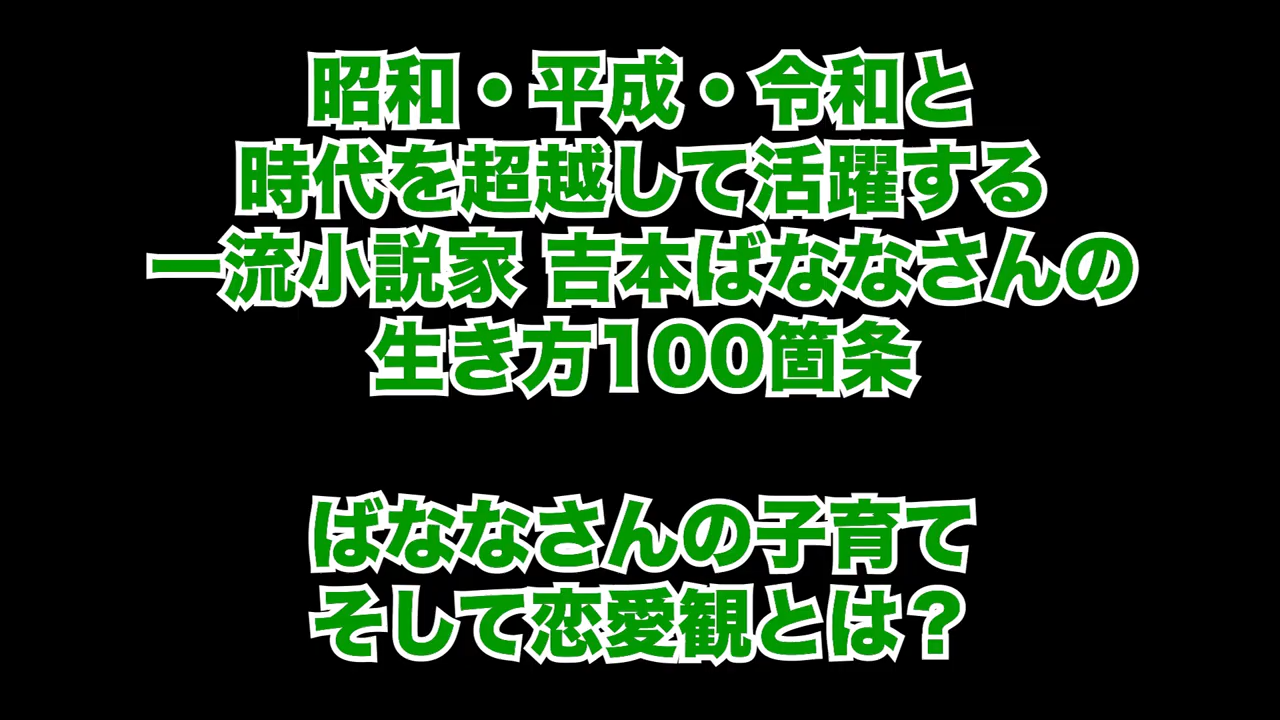 昭和・平成・令和と
時代を超越して活躍する
一流小説家 吉本ばななさんの
生き方100箇条
ばななさんの子育て
そして恋愛観とは？